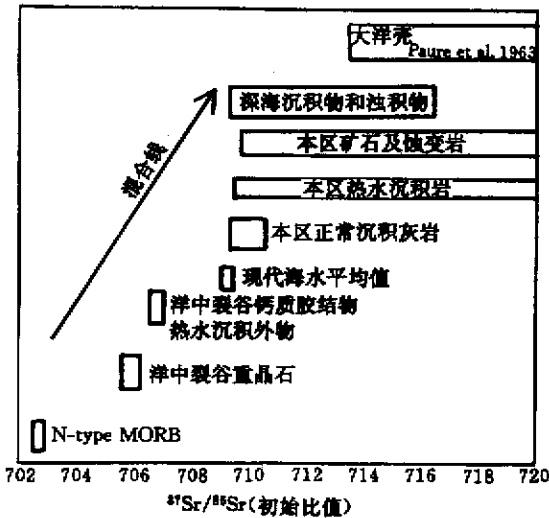 大洋壳
Paure et al. 1963
深海沉积物和浊积物
本区矿石及蚀变岩
混合线
本区热水沉积岩
本区正常沉积灰岩
现代海水平均值
洋中裂谷钙质胶结物
热水沉积外物
洋中裂谷重晶石
N-type MORB
702 704 706 708 710 712 714 716 718 720
⁸⁷Sr/⁸⁶Sr(初始比值)